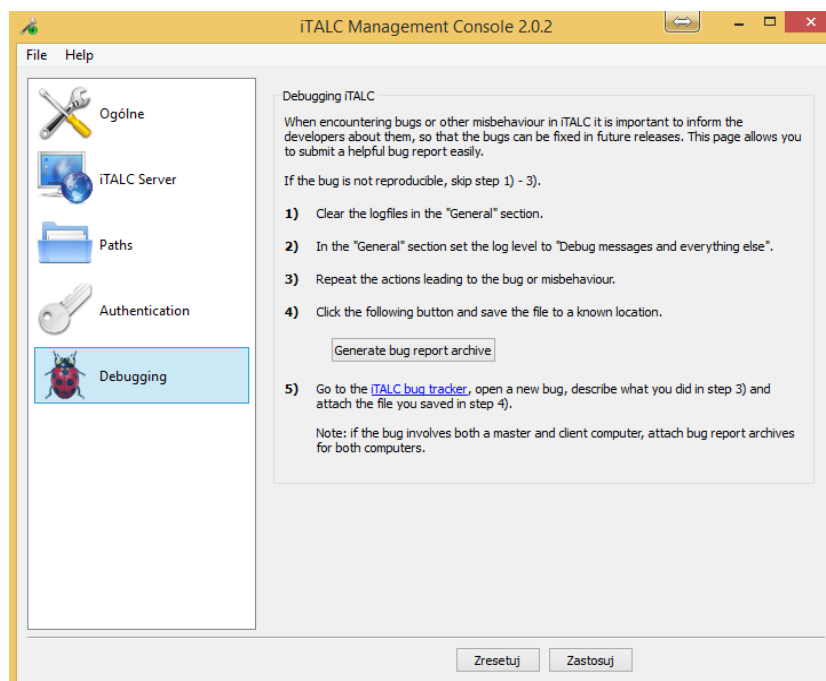 iTALC Management Console 2.0.2
File Help
Ogólne
iTALC Server
Paths
Authentication
Debugging
Debugging iTALC
When encountering bugs or other misbehaviour in iTALC it is important to inform the
developers about them, so that the bugs can be fixed in future releases. This page allows you
to submit a helpful bug report easily.
If the bug is not reproducible, skip step 1) - 3).
1) Clear the logfiles in the "General" section.
2) In the "General" section set the log level to "Debug messages and everything else".
3) Repeat the actions leading to the bug or misbehaviour.
4) Click the following button and save the file to a known location.
Generate bug report archive
5) Go to the iTALC bug tracker, open a new bug, describe what you did in step 3) and
attach the file you saved in step 4).
Note: if the bug involves both a master and client computer, attach bug report archives
for both computers.
Zresetuj Zastosuj